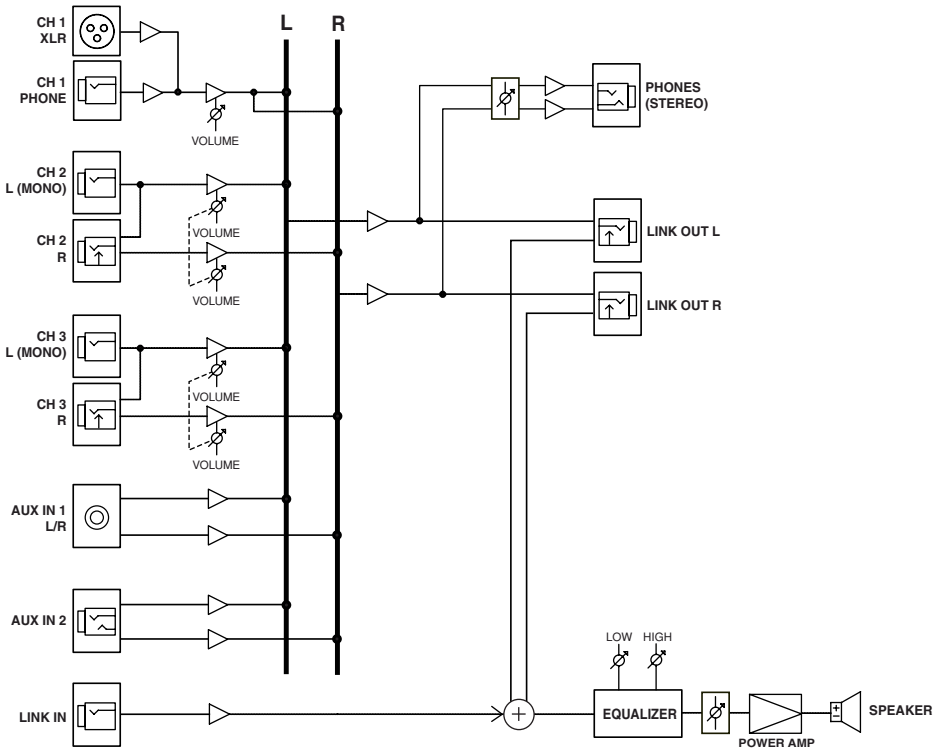 L R
CH 1
XLR
CH 1
PHONE
VOLUME
PHONES
(STEREO)
CH 2
L (MONO)
VOLUME
CH 2
R
VOLUME
LINK OUT L
LINK OUT R
CH 3
L (MONO)
VOLUME
CH 3
R
VOLUME
AUX IN 1
L/R
AUX IN 2
LOW HIGH
LINK IN
EQUALIZER
SPEAKER
POWER AMP